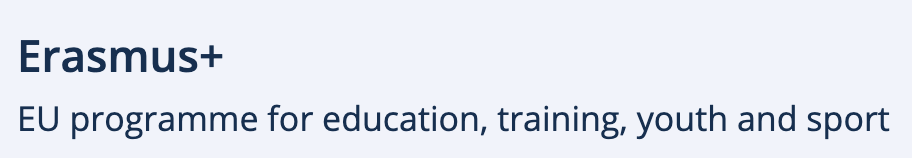 Erasmus+
EU programme for education, training, youth and sport